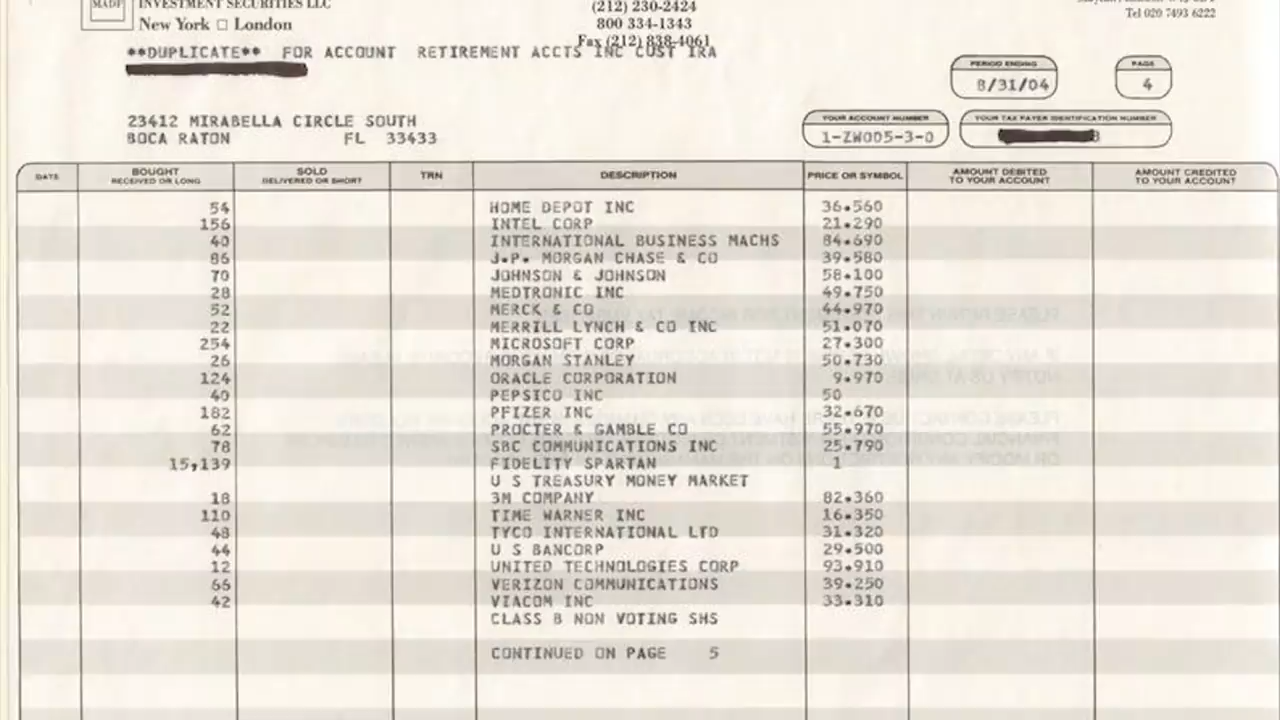 MADF
INVESTMENT SECURITIES LLC
New York □ London
(212) 230-2424
800 334-1343
Fax (212) 838-4061
Tel 020 7493 6222
**DUPLICATE** FOR ACCOUNT RETIREMENT ACCTS INC CUST IRA
PERIOD ENDING
8/31/04
PAGE
4
23412 MIRABELLA CIRCLE SOUTH
BOCA RATON FL 33433
YOUR ACCOUNT NUMBER
1-ZW005-3-0
YOUR TAX PAYER IDENTIFICATION NUMBER
DATE BOUGHT RECEIVED OR LONG SOLD DELIVERED OR SHORT TRN DESCRIPTION PRICE OR SYMBOL AMOUNT DEBITED TO YOUR ACCOUNT AMOUNT CREDITED TO YOUR ACCOUNT
54 HOME DEPOT INC 36.560
156 INTEL CORP 21.290
40 INTERNATIONAL BUSINESS MACHS 84.690
86 J.P. MORGAN CHASE & CO 39.580
70 JOHNSON & JOHNSON 58.100
28 MEDTRONIC INC 49.750
52 MERCK & CO 44.970
22 MERRILL LYNCH & CO INC 51.070
254 MICROSOFT CORP 27.300
26 MORGAN STANLEY 50.730
124 ORACLE CORPORATION 9.970
40 PEPSICO INC 50
182 PFIZER INC 32.670
62 PROCTER & GAMBLE CO 55.970
78 SBC COMMUNICATIONS INC 25.790
15,139 FIDELITY SPARTAN 1
U S TREASURY MONEY MARKET
18 3M COMPANY 82.360
110 TIME WARNER INC 16.350
48 TYCO INTERNATIONAL LTD 31.320
44 U S BANCORP 29.500
12 UNITED TECHNOLOGIES CORP 93.910
66 VERIZON COMMUNICATIONS 39.250
42 VIACOM INC 33.310
CLASS B NON VOTING SHS
CONTINUED ON PAGE 5